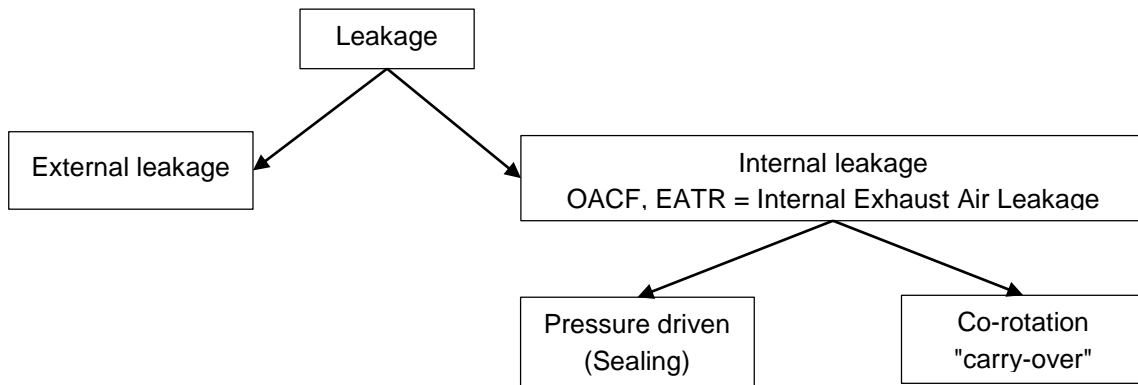 Leakage
External leakage
Internal leakage
OACF, EATR = Internal Exhaust Air Leakage
Pressure driven
(Sealing)
Co-rotation
"carry-over"